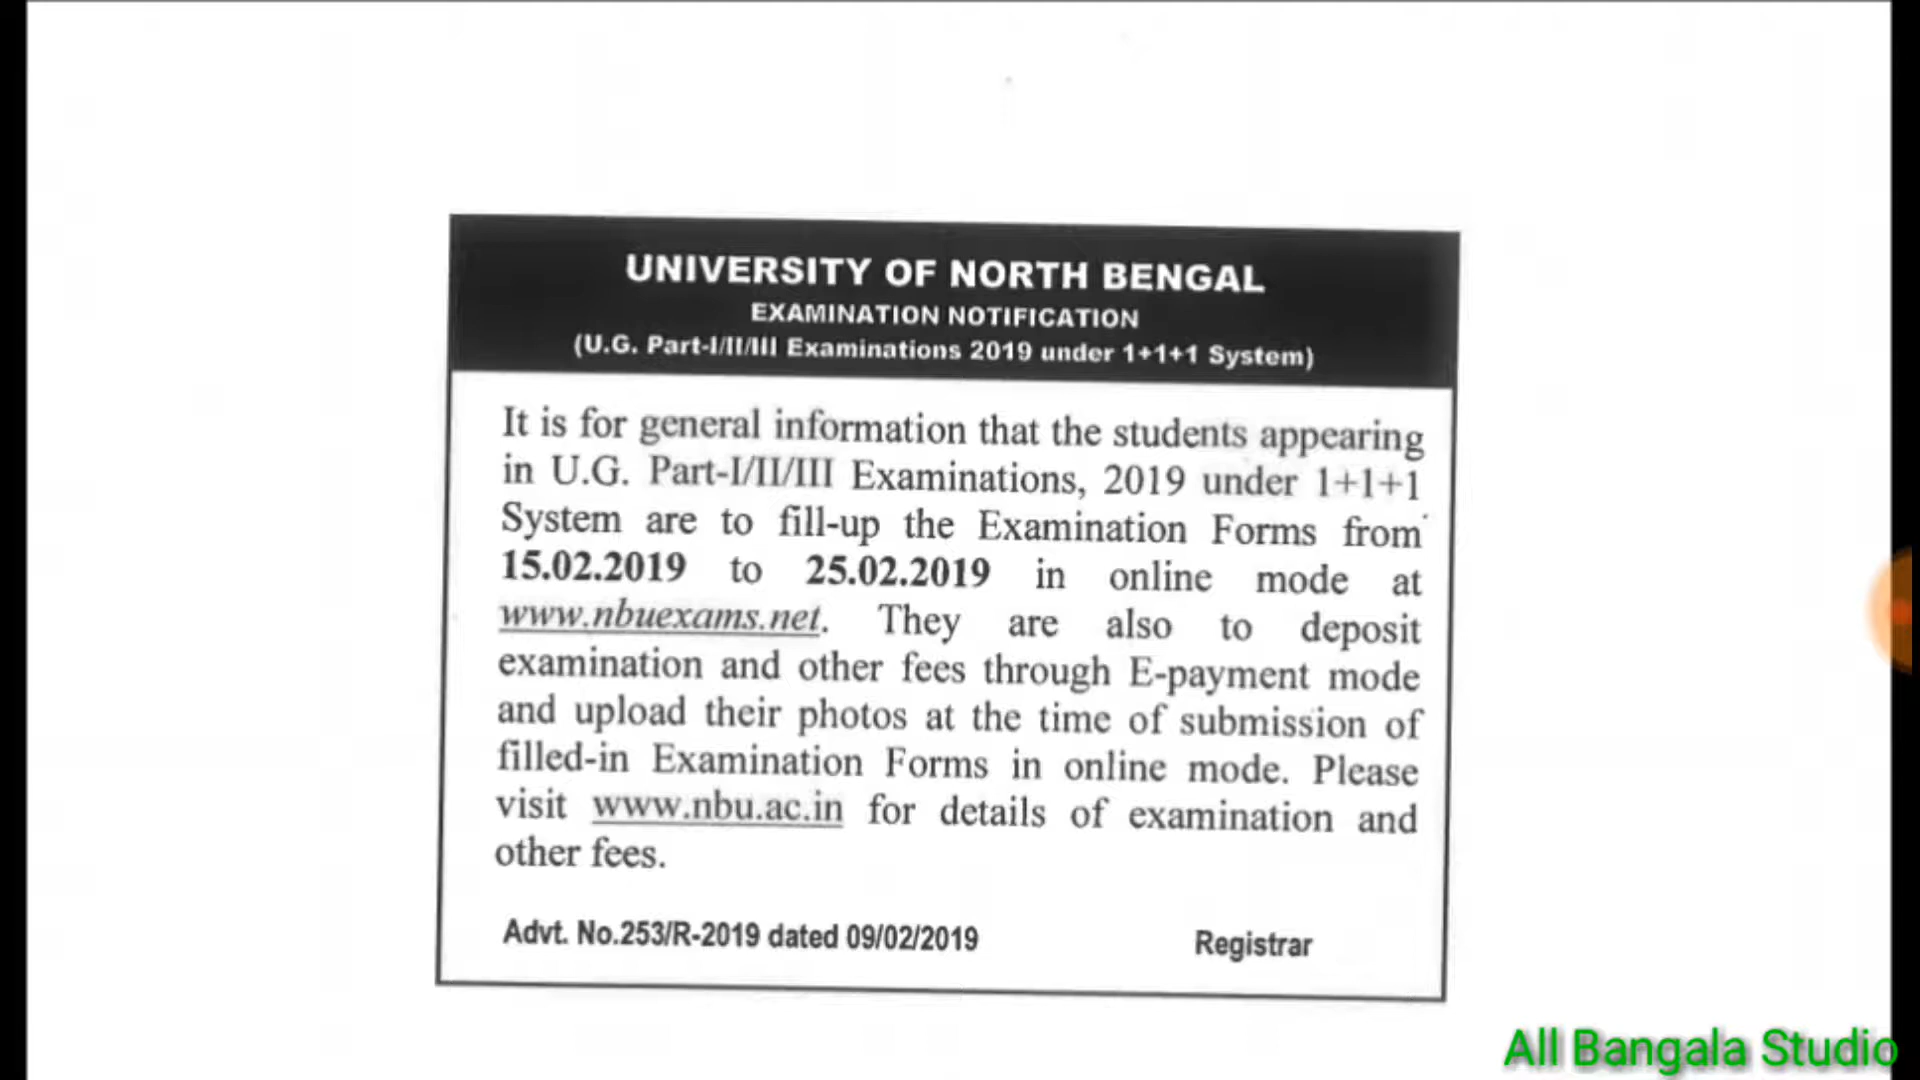 UNIVERSITY OF NORTH BENGAL
EXAMINATION NOTIFICATION
(U.G. Part-I/II/III Examinations 2019 under 1+1+1 System)
It is for general information that the students appearing
in U.G. Part-I/II/III Examinations, 2019 under 1+1+1
System are to fill-up the Examination Forms from
15.02.2019 to 25.02.2019 in online mode at
www.nbuexams.net. They are also to deposit
examination and other fees through E-payment mode
and upload their photos at the time of submission of
filled-in Examination Forms in online mode. Please
visit www.nbu.ac.in for details of examination and
other fees.
Advt. No.253/R-2019 dated 09/02/2019 Registrar
All Bangala Studio